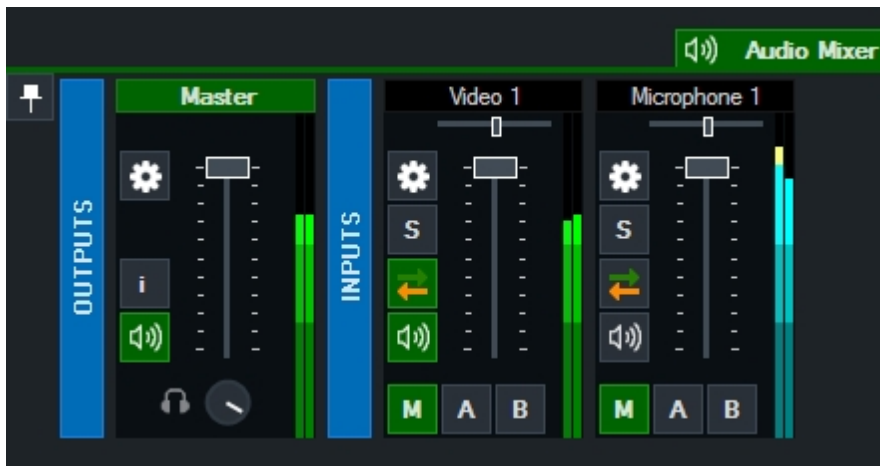 Audio Mixer
OUTPUTS
Master
i
INPUTS
Video 1
S
M A B
Microphone 1
S
M A B